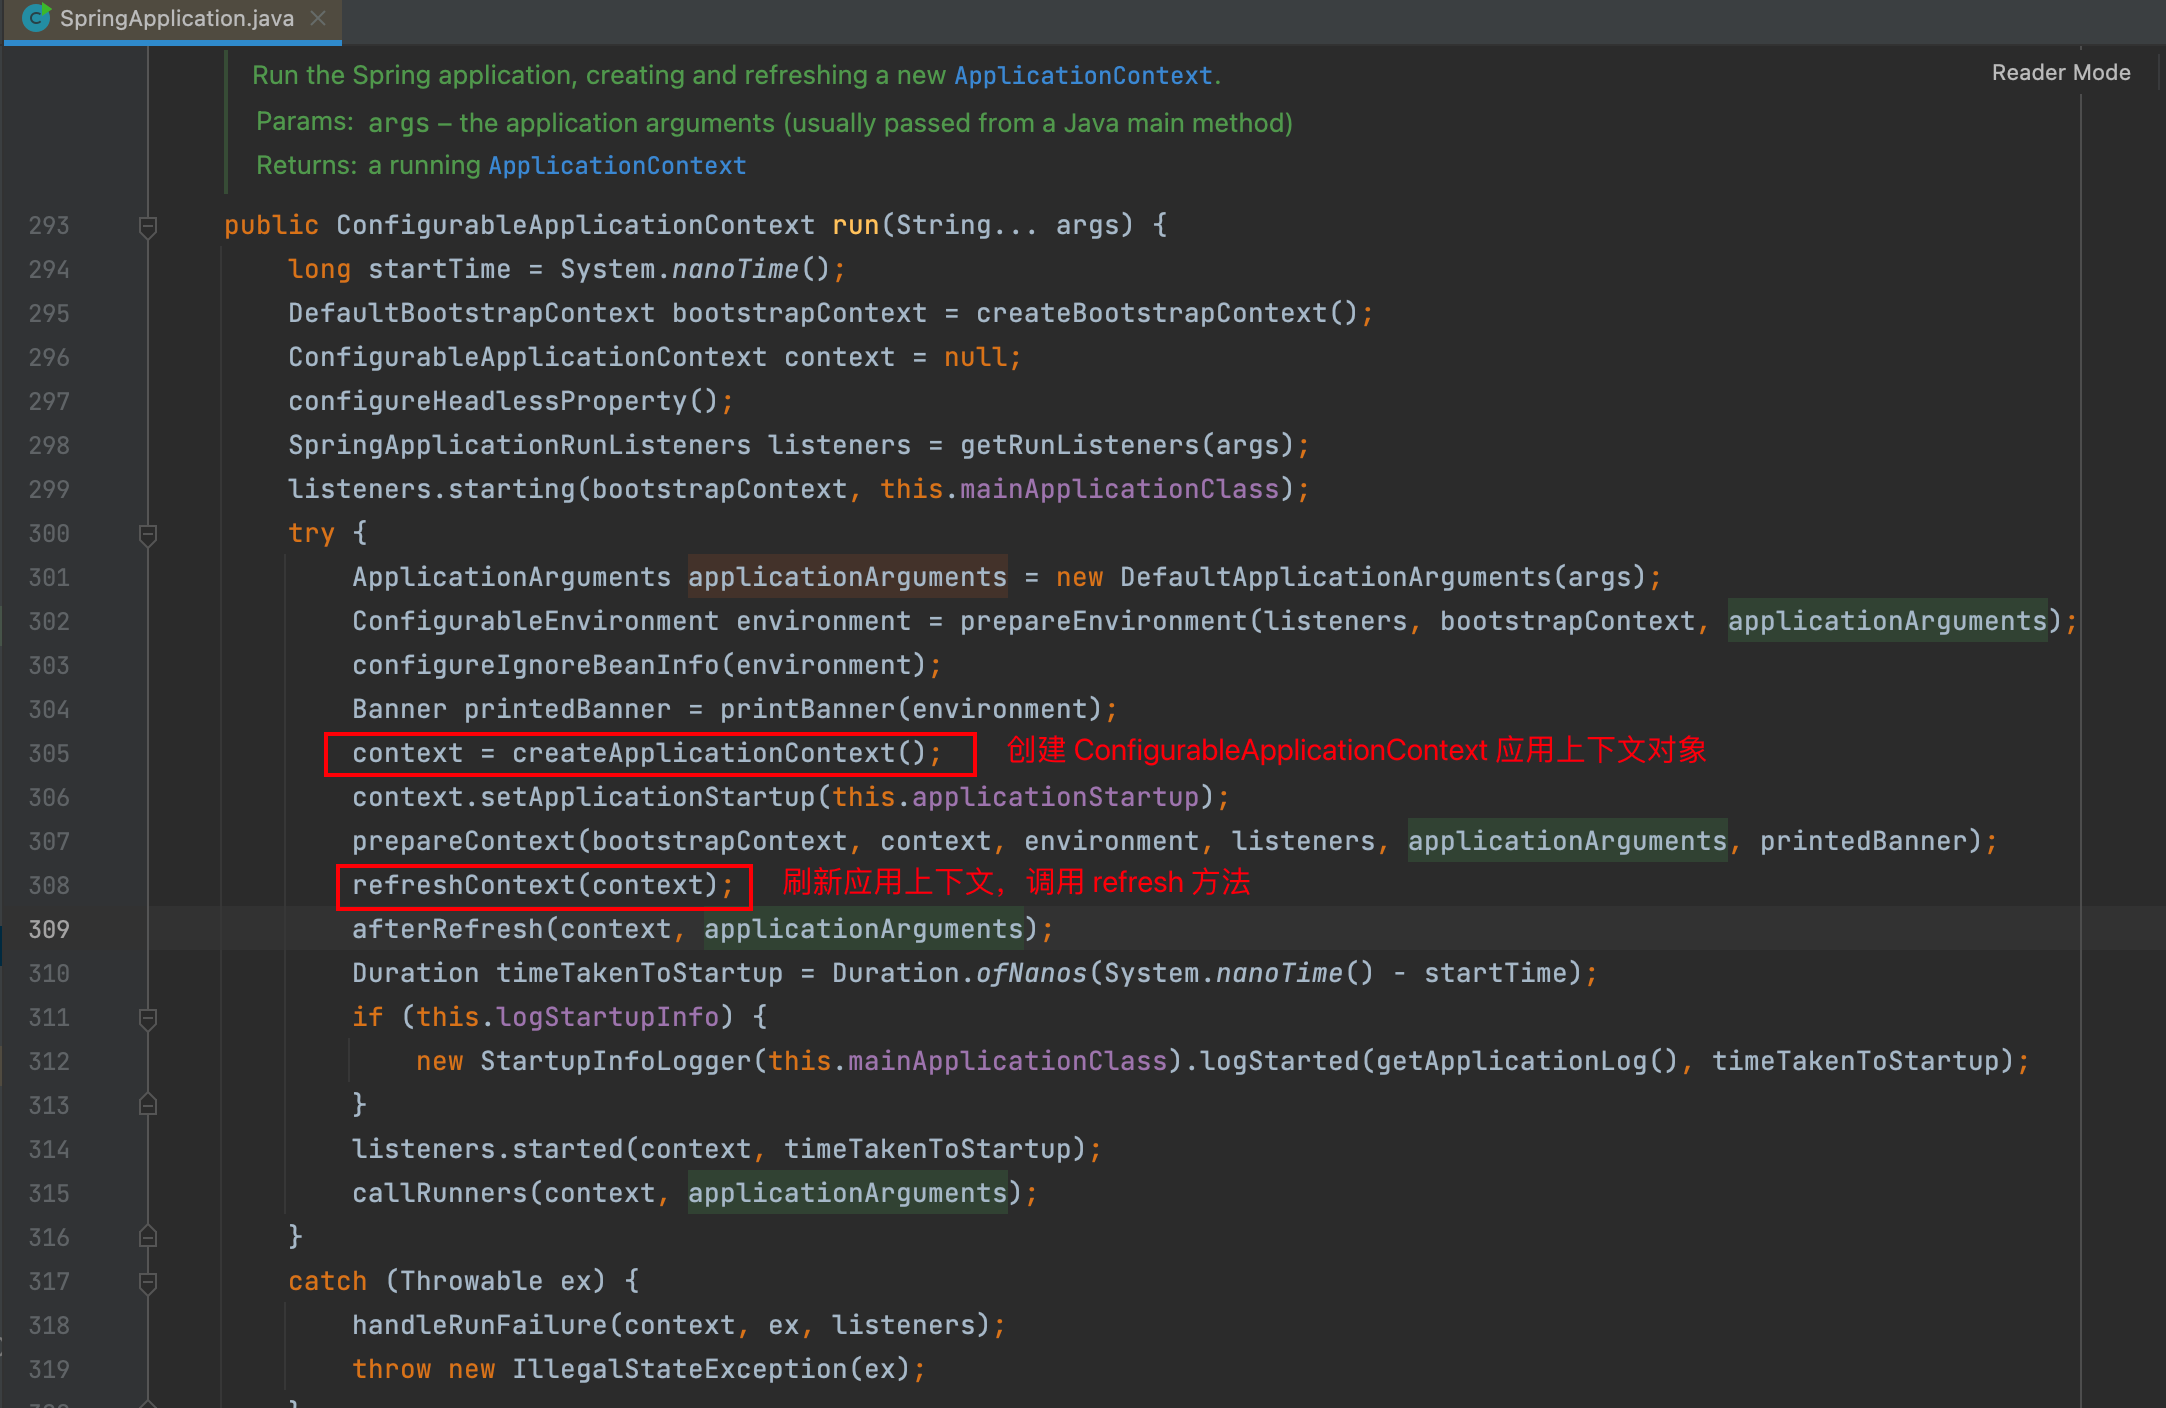 SpringApplication.java
Reader Mode
Run the Spring application, creating and refreshing a new ApplicationContext.
Params: args – the application arguments (usually passed from a Java main method)
Returns: a running ApplicationContext
293 public ConfigurableApplicationContext run(String... args) {
294 long startTime = System.nanoTime();
295 DefaultBootstrapContext bootstrapContext = createBootstrapContext();
296 ConfigurableApplicationContext context = null;
297 configureHeadlessProperty();
298 SpringApplicationRunListeners listeners = getRunListeners(args);
299 listeners.starting(bootstrapContext, this.mainApplicationClass);
300 try {
301 ApplicationArguments applicationArguments = new DefaultApplicationArguments(args);
302 ConfigurableEnvironment environment = prepareEnvironment(listeners, bootstrapContext, applicationArguments);
303 configureIgnoreBeanInfo(environment);
304 Banner printedBanner = printBanner(environment);
305 context = createApplicationContext(); 创建 ConfigurableApplicationContext 应用上下文对象
306 context.setApplicationStartup(this.applicationStartup);
307 prepareContext(bootstrapContext, context, environment, listeners, applicationArguments, printedBanner);
308 refreshContext(context); 刷新应用上下文，调用 refresh 方法
309 afterRefresh(context, applicationArguments);
310 Duration timeTakenToStartup = Duration.ofNanos(System.nanoTime() - startTime);
311 if (this.logStartupInfo) {
312 new StartupInfoLogger(this.mainApplicationClass).logStarted(getApplicationLog(), timeTakenToStartup);
313 }
314 listeners.started(context, timeTakenToStartup);
315 callRunners(context, applicationArguments);
316 }
317 catch (Throwable ex) {
318 handleRunFailure(context, ex, listeners);
319 throw new IllegalStateException(ex);